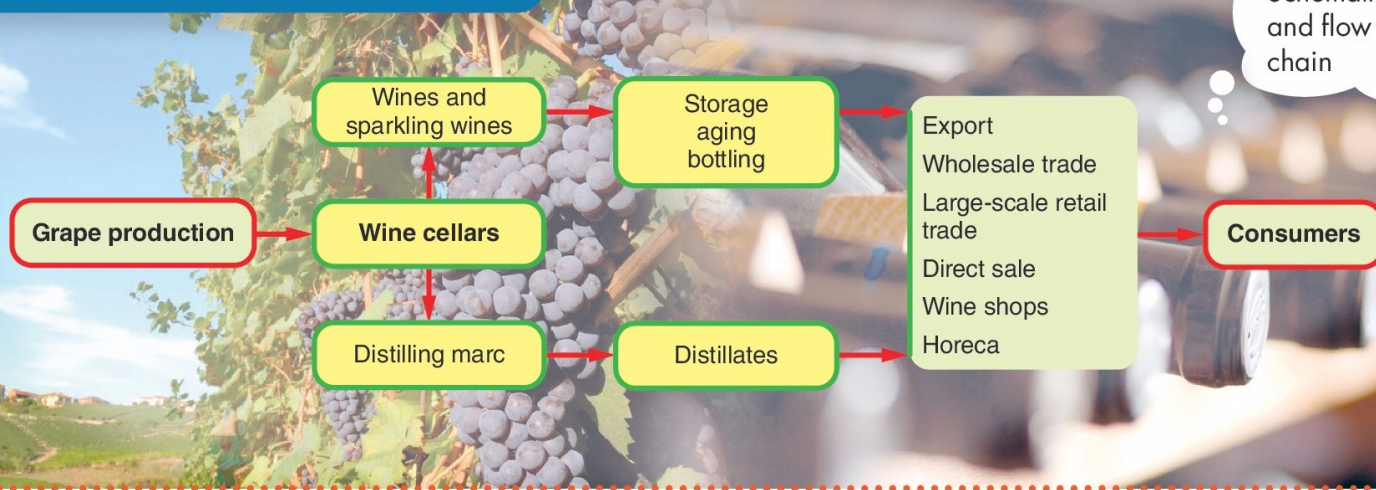 and flow
chain
Wines and
sparkling wines
Storage
aging
bottling
Export
Wholesale trade
Large-scale retail
trade
Direct sale
Wine shops
Horeca
Grape production
Wine cellars
Consumers
Distilling marc
Distillates